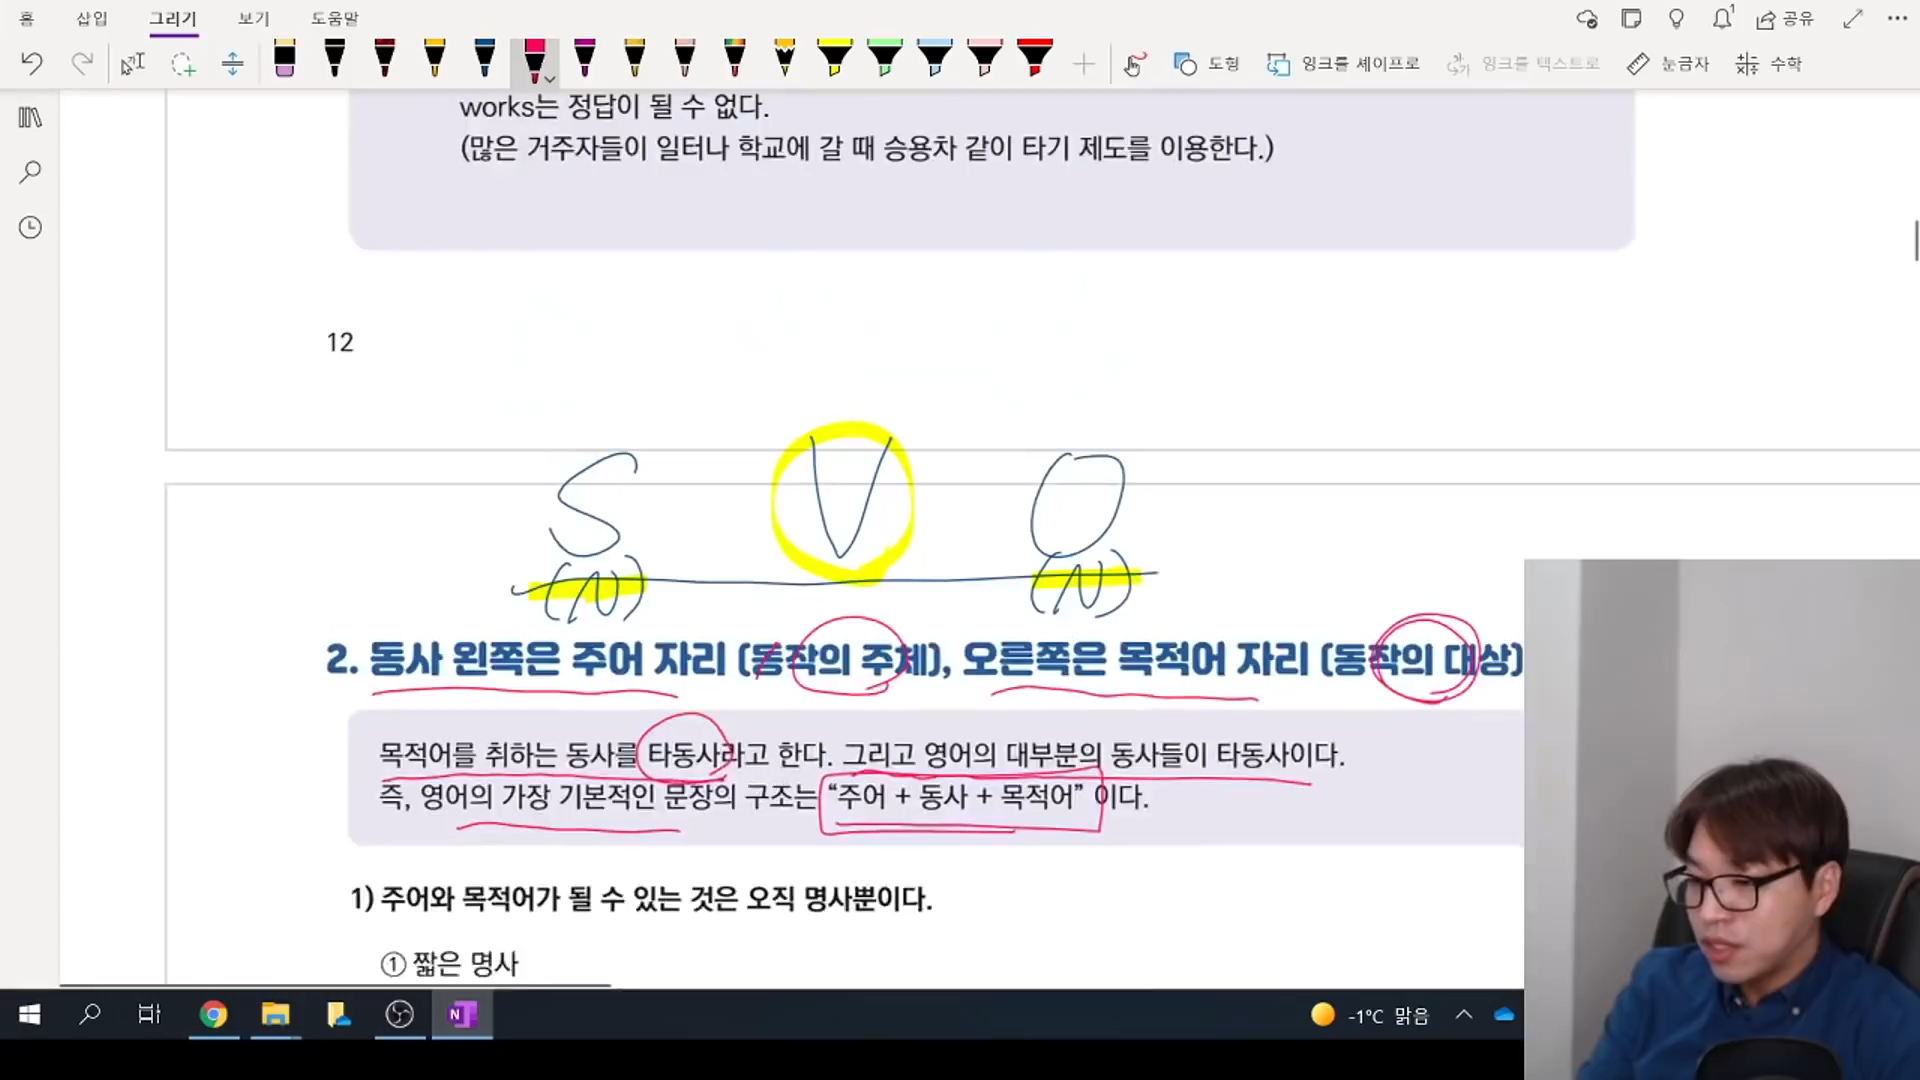 홈 삽입 그리기 보기 도움말 1 공유
도형 잉크를 셰이프로 잉크를 텍스트로 눈금자 수학
works는 정답이 될 수 없다.
(많은 거주자들이 일터나 학교에 갈 때 승용차 같이 타기 제도를 이용한다.)
12
S V O
(N) (N)
2. 동사 왼쪽은 주어 자리 (동작의 주체), 오른쪽은 목적어 자리 (동작의 대상)
목적어를 취하는 동사를 타동사라고 한다. 그리고 영어의 대부분의 동사들이 타동사이다.
즉, 영어의 가장 기본적인 문장의 구조는 “주어 + 동사 + 목적어” 이다.
1) 주어와 목적어가 될 수 있는 것은 오직 명사뿐이다.
① 짧은 명사
N -1°C 맑음